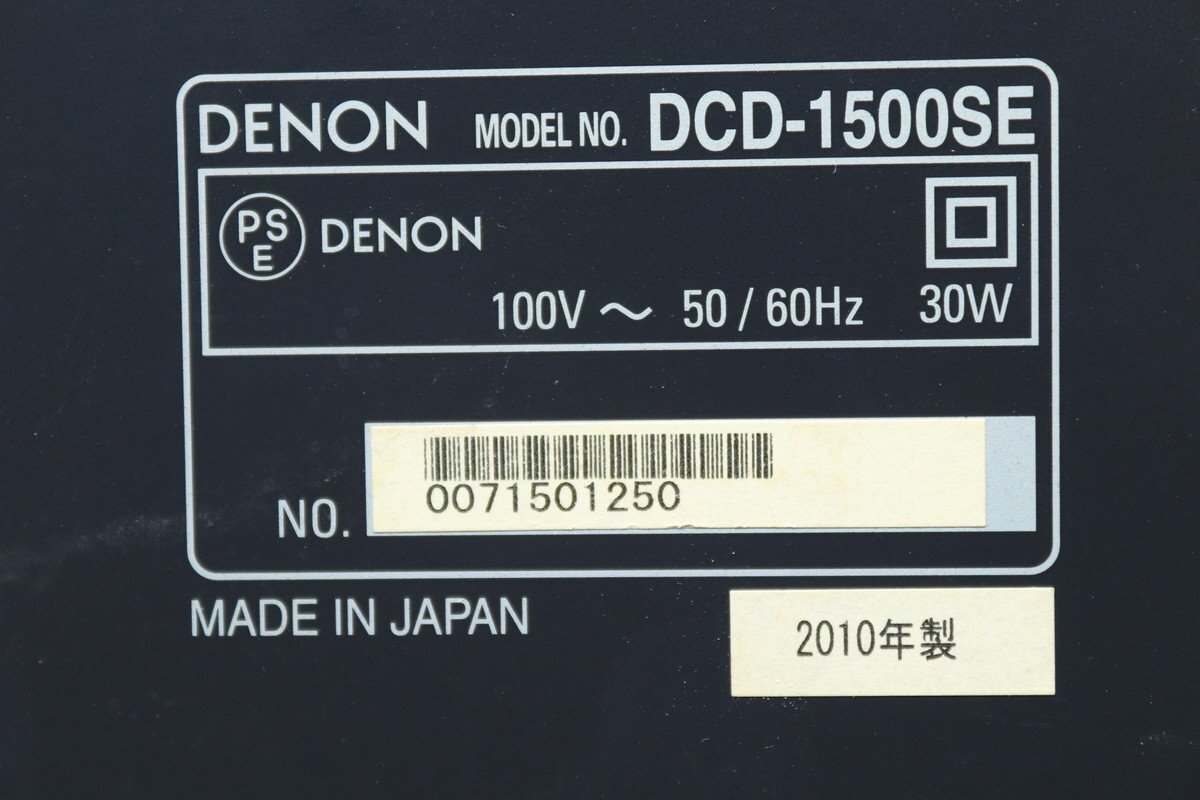 DENON MODEL NO. DCD-1500SE
PSE DENON
100V ~ 50 / 60Hz 30W
0071501250
NO.
MADE IN JAPAN
2010年製